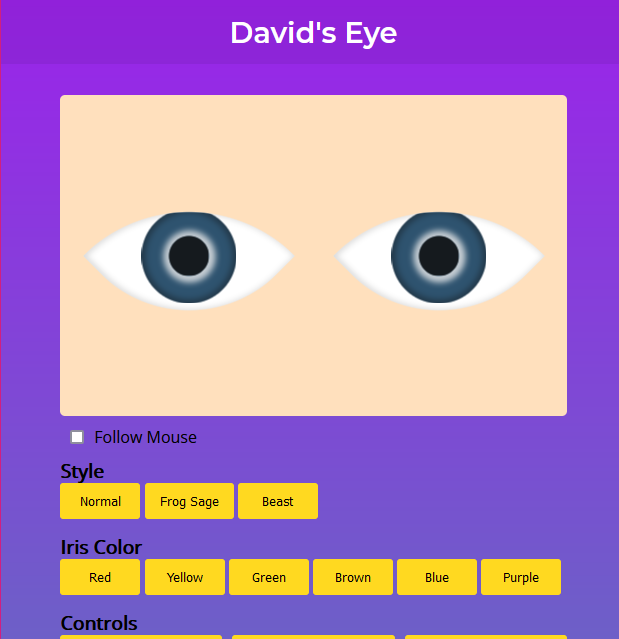 David's Eye
Follow Mouse
Style
Normal Frog Sage Beast
Iris Color
Red Yellow Green Brown Blue Purple
Controls